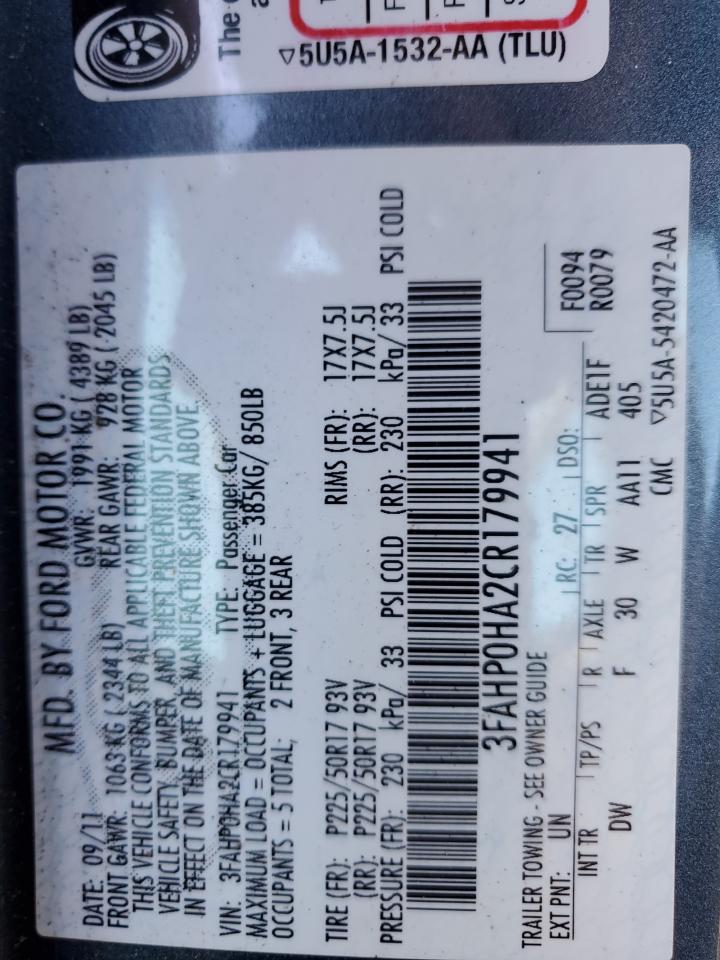 The
▽5U5A-1532-AA (TLU)
MFD. BY FORD MOTOR CO.
DATE: 09/11 GVWR: 1991 KG ( 4389 LB)
FRONT GAWR: 1063 KG ( 2344 LB) REAR GAWR: 928 KG ( 2045 LB)
THIS VEHICLE CONFORMS TO ALL APPLICABLE FEDERAL MOTOR
VEHICLE SAFETY, BUMPER, AND THEFT PREVENTION STANDARDS
IN EFFECT ON THE DATE OF MANUFACTURE SHOWN ABOVE.
VIN: 3FAHP0HA2CR179941 TYPE: Passenger Car
MAXIMUM LOAD = OCCUPANTS + LUGGAGE = 385KG/ 850LB
OCCUPANTS = 5 TOTAL; 2 FRONT, 3 REAR
TIRE (FR): P225/50R17 93V RIMS (FR): 17X7.5J
(RR): P225/50R17 93V (RR): 17X7.5J
PRESSURE (FR): 230 kPa/ 33 PSI COLD (RR): 230 kPa/ 33 PSI COLD
3FAHP0HA2CR179941
TRAILER TOWING - SEE OWNER GUIDE F0094
EXT PNT: UN RC: 27 DSO: R0079
INT TR TP/PS R AXLE TR SPR ADE1F
DW F 30 W AA11 405
CMC ▽5U5A-5420472-AA